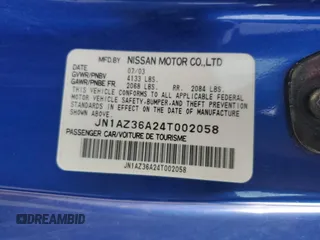 MFD BY NISSAN MOTOR CO.,LTD
DATE 07/03
GVWR/PNBV 4133 LBS.
GAWR/PNBE FR 2068 LBS. RR. 2084 LBS.
THIS VEHICLE CONFORMS TO ALL APPLICABLE FEDERAL
MOTOR VEHICLE SAFETY-BUMPER-AND THEFT PREVENTION
STANDARDS IN EFFECT ON THE DATE OF MANUFACTURE
SHOWN ABOVE
JN1AZ36A24T002058
PASSENGER CAR/VOITURE DE TOURISME
JN1AZ36A24T002058
DREAMBID